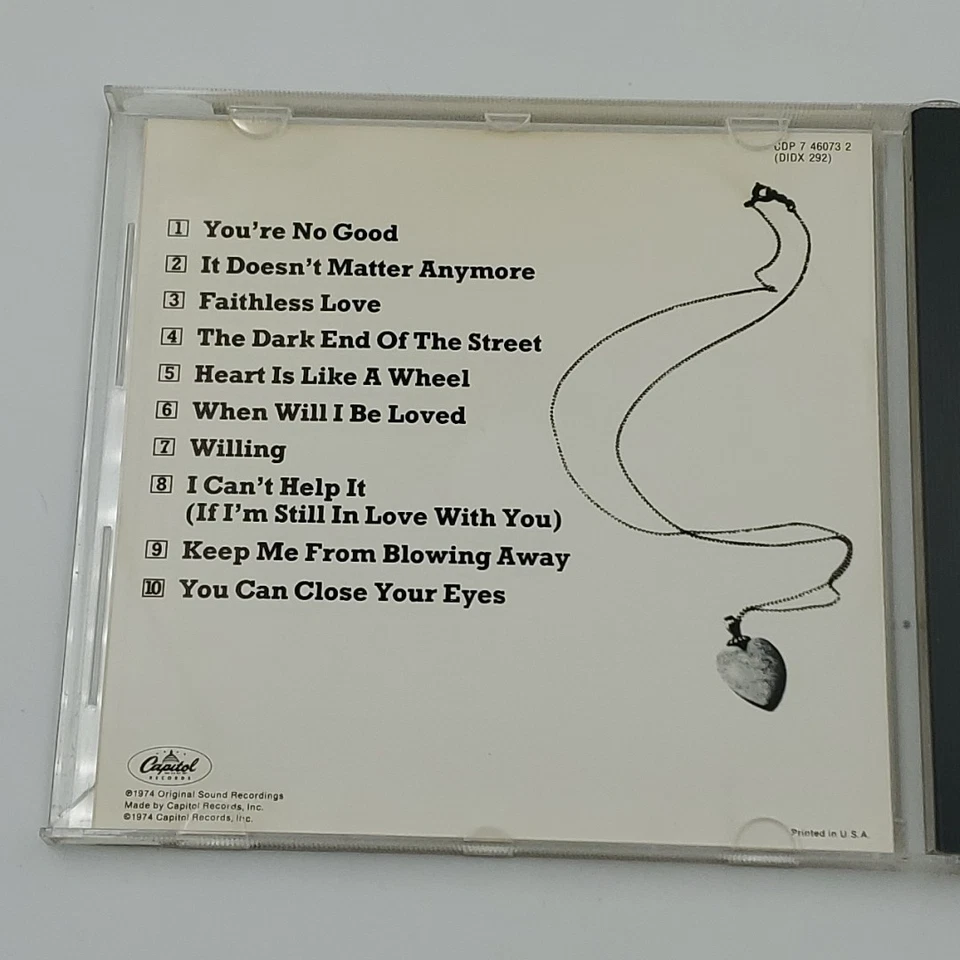 CDP 7 46073 2
(DIDX 292)
1 You're No Good
2 It Doesn't Matter Anymore
3 Faithless Love
4 The Dark End Of The Street
5 Heart Is Like A Wheel
6 When Will I Be Loved
7 Willing
8 I Can't Help It
(If I'm Still In Love With You)
9 Keep Me From Blowing Away
10 You Can Close Your Eyes
Capitol
RECORDS
℗1974 Original Sound Recordings
Made by Capitol Records, Inc.
©1974 Capitol Records, Inc.
Printed in U.S.A.